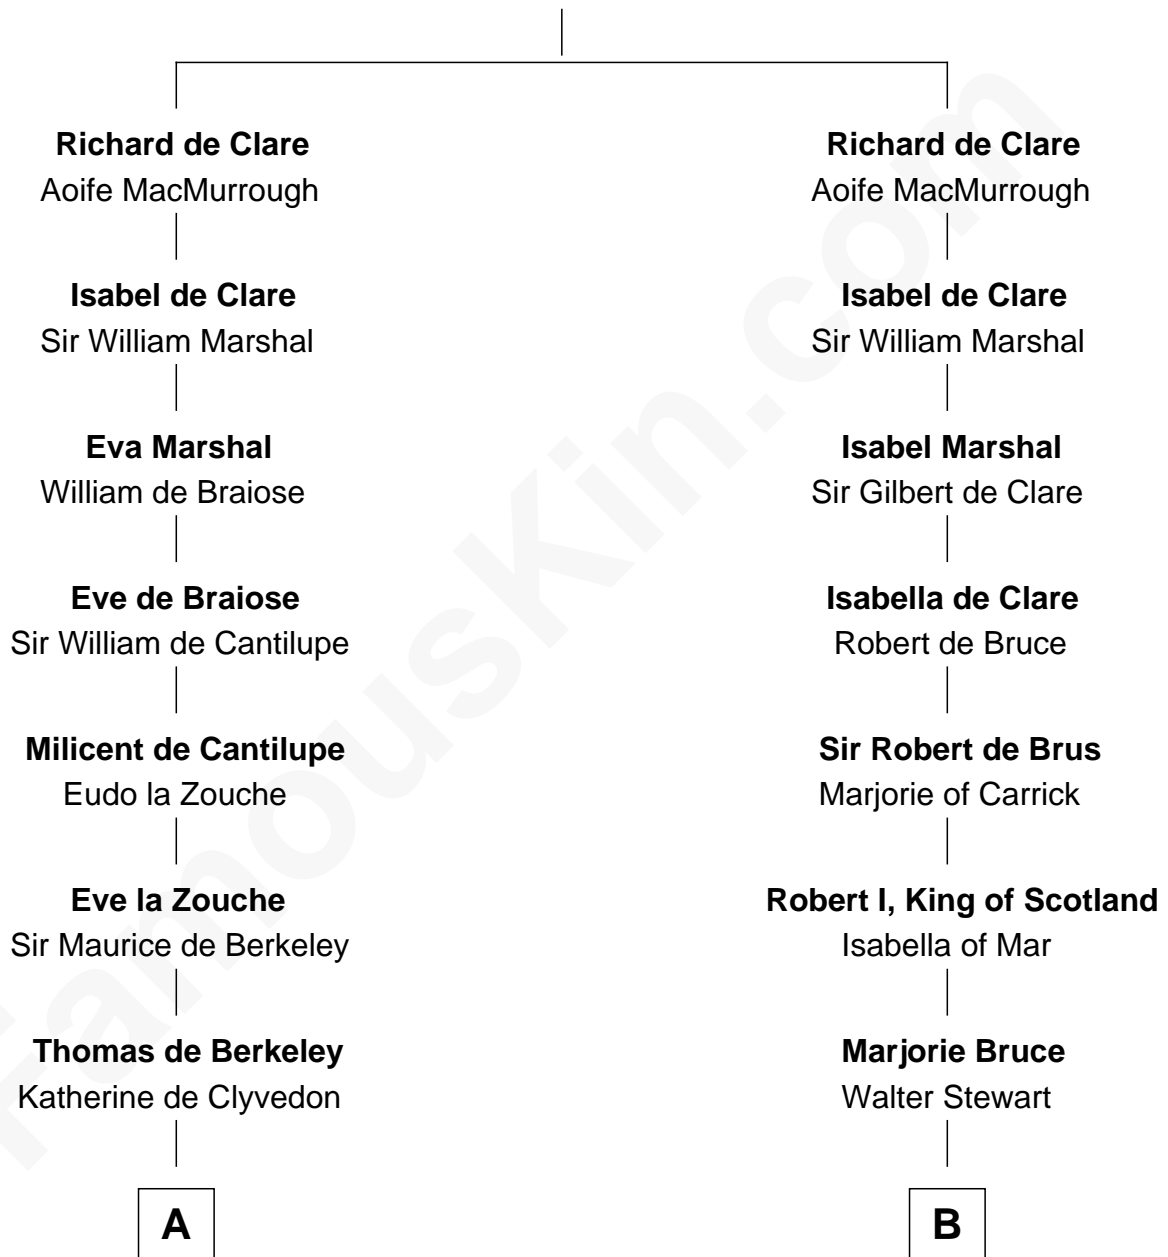 Richard de Clare
Aoife MacMurrough
Isabel de Clare
Sir William Marshal
Eva Marshal
William de Braiose
Eve de Braiose
Sir William de Cantilupe
Milicent de Cantilupe
Eudo la Zouche
Eve la Zouche
Sir Maurice de Berkeley
Thomas de Berkeley
Katherine de Clyvedon
A
Richard de Clare
Aoife MacMurrough
Isabel de Clare
Sir William Marshal
Isabel Marshal
Sir Gilbert de Clare
Isabella de Clare
Robert de Bruce
Sir Robert de Brus
Marjorie of Carrick
Robert I, King of Scotland
Isabella of Mar
Marjorie Bruce
Walter Stewart
B
FamousKin.com